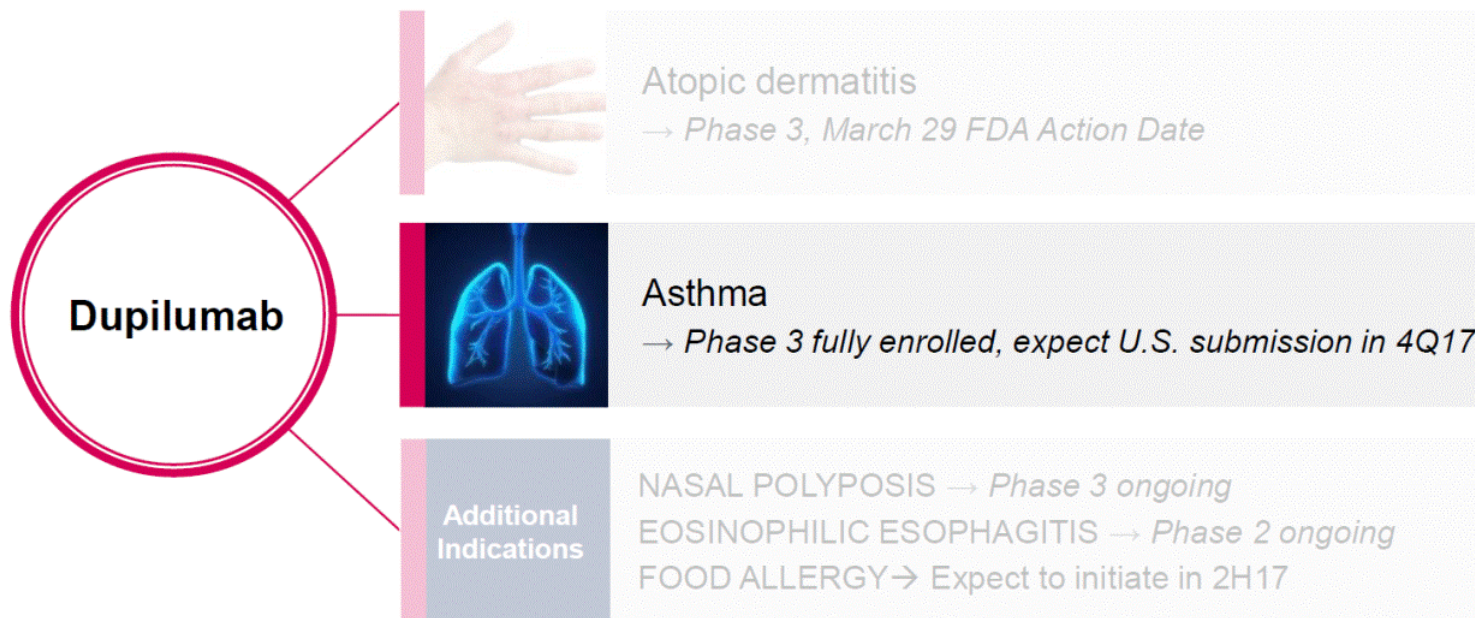 Dupilumab
Atopic dermatitis
→ Phase 3, March 29 FDA Action Date
Asthma
→ Phase 3 fully enrolled, expect U.S. submission in 4Q17
Additional
Indications
NASAL POLYPOSIS → Phase 3 ongoing
EOSINOPHILIC ESOPHAGITIS → Phase 2 ongoing
FOOD ALLERGY→ Expect to initiate in 2H17